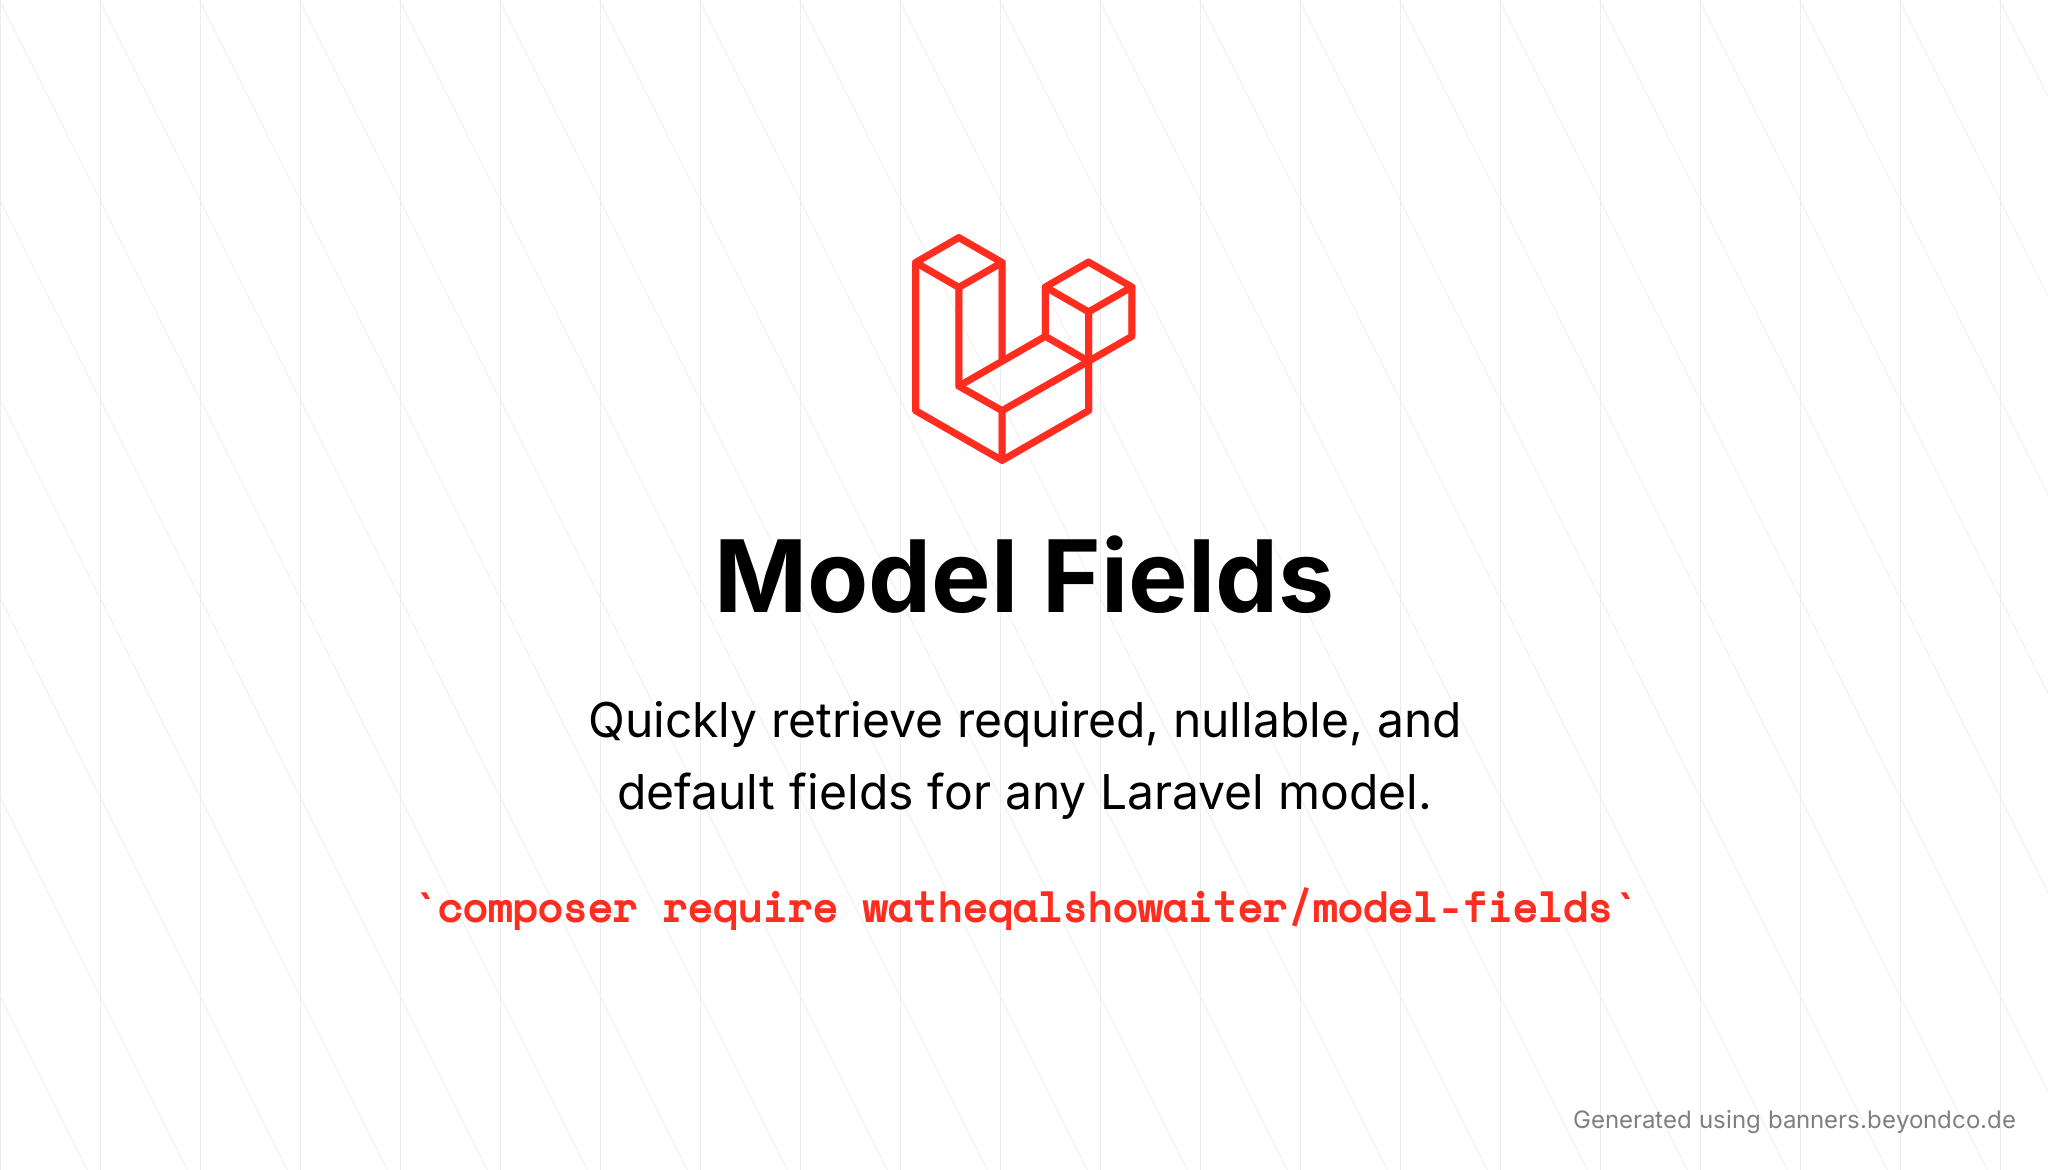 Model Fields
Quickly retrieve required, nullable, and
default fields for any Laravel model.
`composer require watheqalshowaiter/model-fields`
Generated using banners.beyondco.de